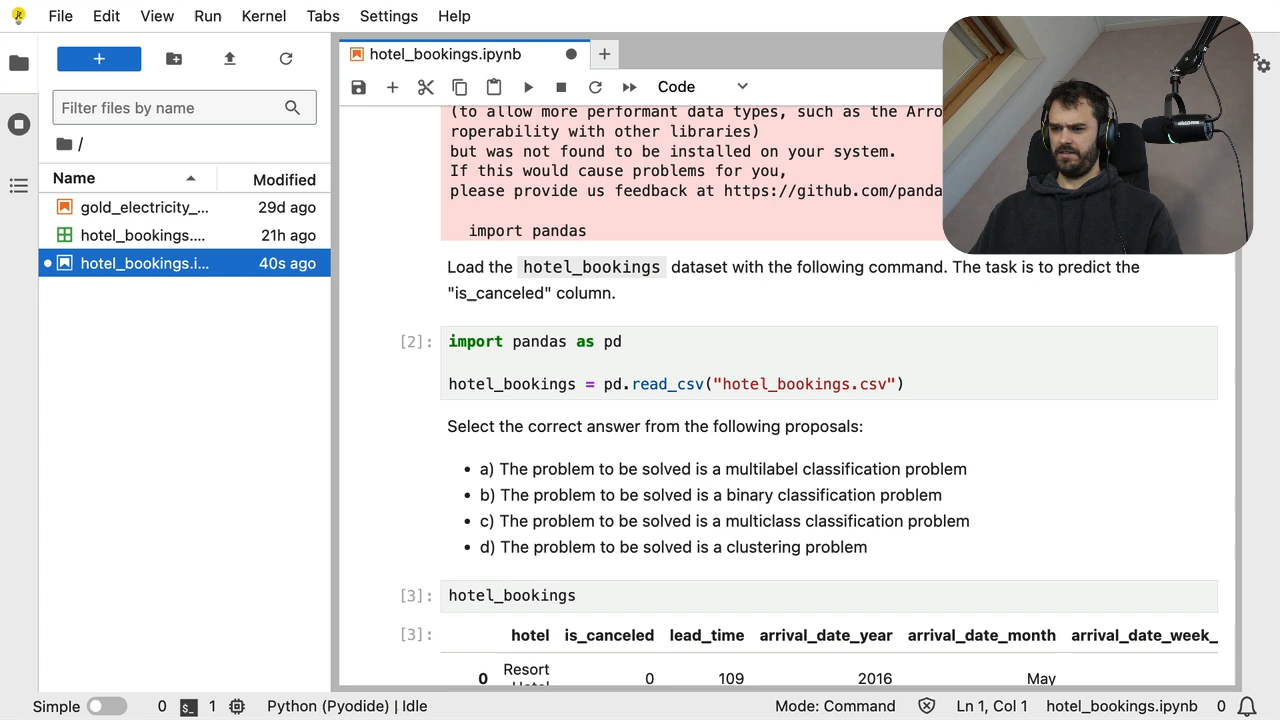 File Edit View Run Kernel Tabs Settings Help
hotel_bookings.ipynb
Code
Filter files by name
/
Name Modified
gold_electricity_... 29d ago
hotel_bookings.... 21h ago
hotel_bookings.i... 40s ago
(to allow more performant data types, such as the Arro
roperability with other libraries)
but was not found to be installed on your system.
If this would cause problems for you,
please provide us feedback at https://github.com/panda
import pandas
Load the hotel_bookings dataset with the following command. The task is to predict the
"is_canceled" column.
[2]: import pandas as pd
hotel_bookings = pd.read_csv("hotel_bookings.csv")
Select the correct answer from the following proposals:
• a) The problem to be solved is a multilabel classification problem
• b) The problem to be solved is a binary classification problem
• c) The problem to be solved is a multiclass classification problem
• d) The problem to be solved is a clustering problem
[3]: hotel_bookings
[3]: hotel is_canceled lead_time arrival_date_year arrival_date_month arrival_date_week_
0 Resort 0 109 2016 May
Hotel
Simple 0 1 Python (Pyodide) | Idle Mode: Command Ln 1, Col 1 hotel_bookings.ipynb 0